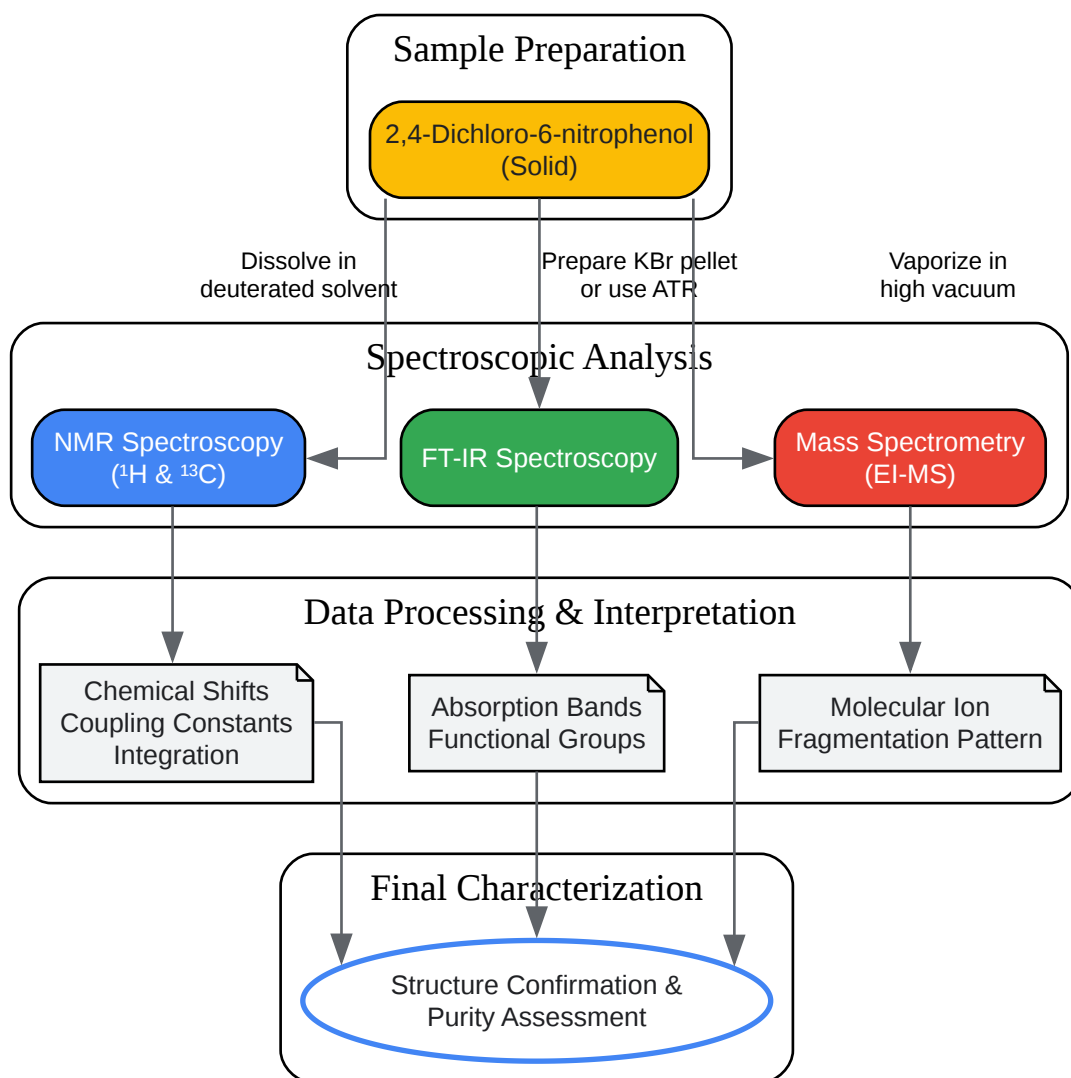 Sample Preparation
2,4-Dichloro-6-nitrophenol
(Solid)
Dissolve in
deuterated solvent
Prepare KBr pellet
or use ATR
Vaporize in
high vacuum
Spectroscopic Analysis
NMR Spectroscopy
(¹H & ¹³C)
FT-IR Spectroscopy
Mass Spectrometry
(EI-MS)
Data Processing & Interpretation
Chemical Shifts
Coupling Constants
Integration
Absorption Bands
Functional Groups
Molecular Ion
Fragmentation Pattern
Final Characterization
Structure Confirmation &
Purity Assessment